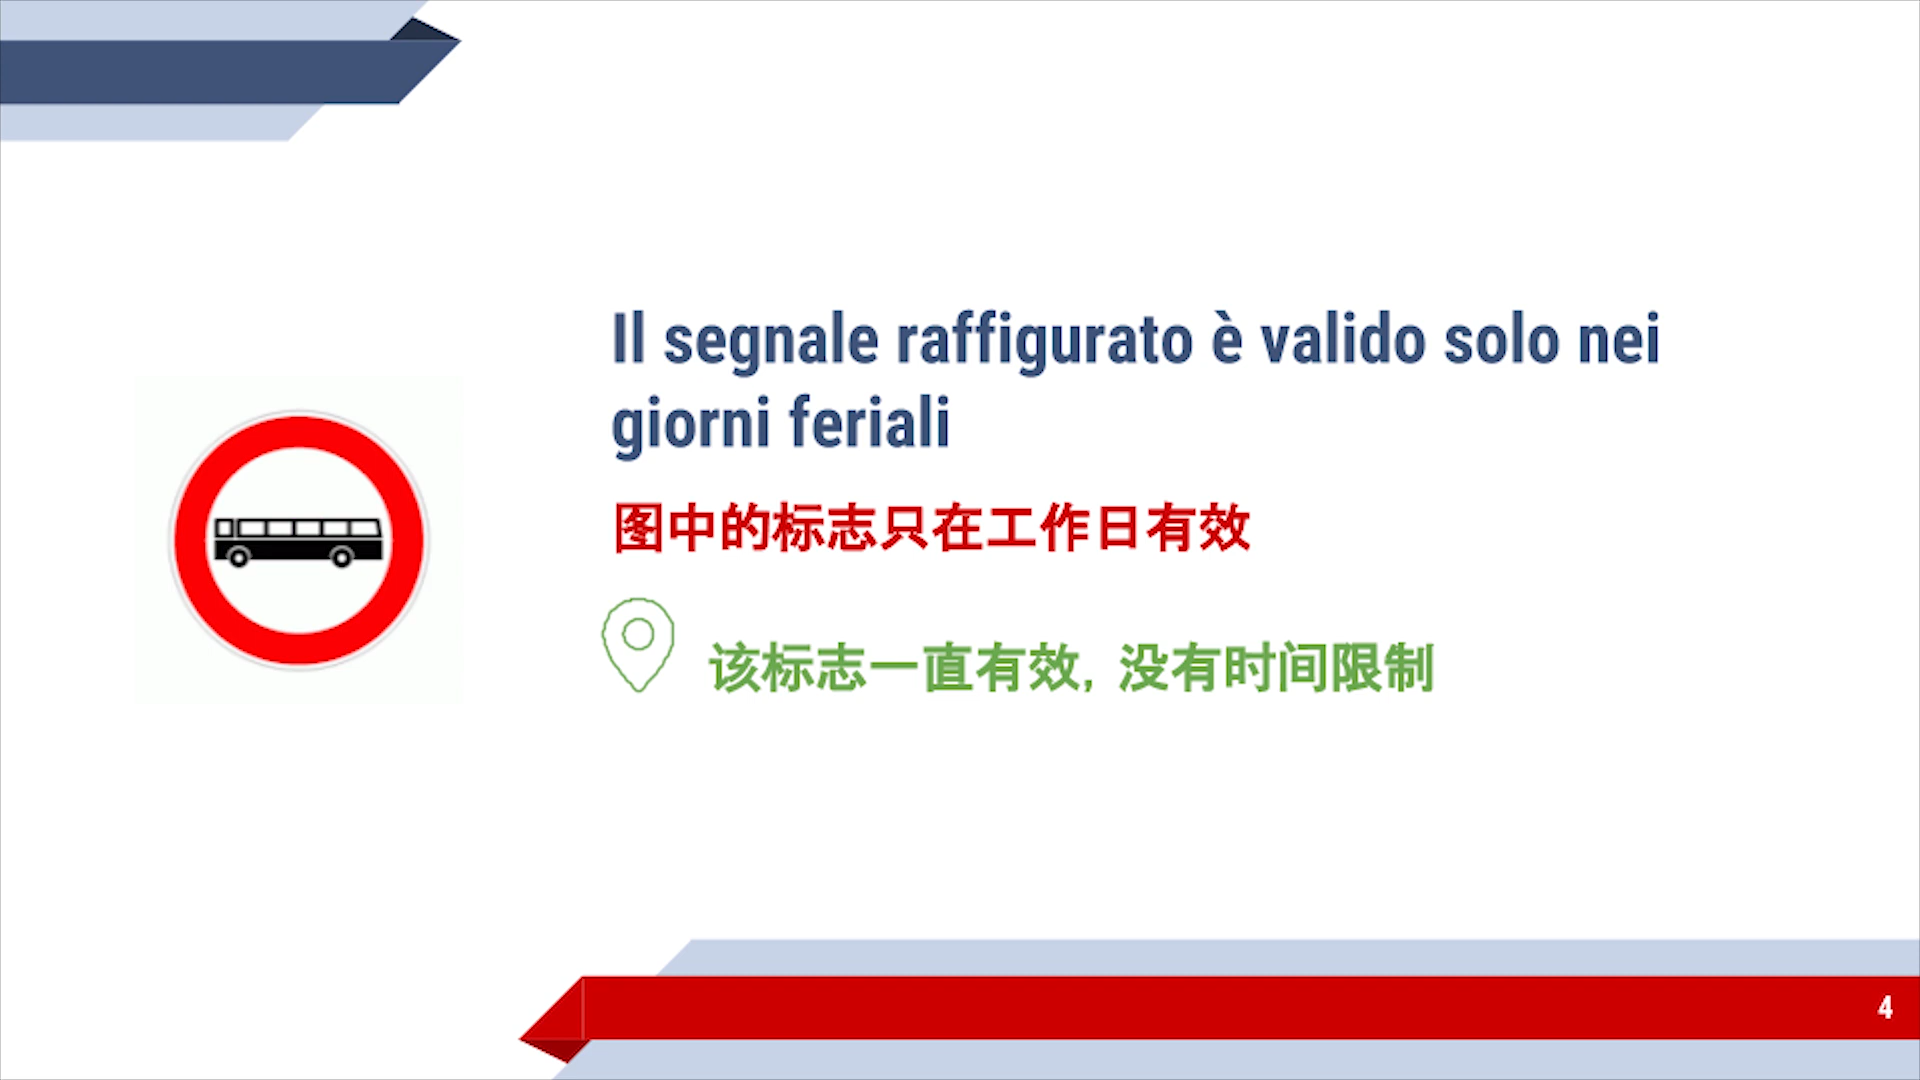 Il segnale raffigurato è valido solo nei
giorni feriali
图中的标志只在工作日有效
该标志一直有效, 没有时间限制
4